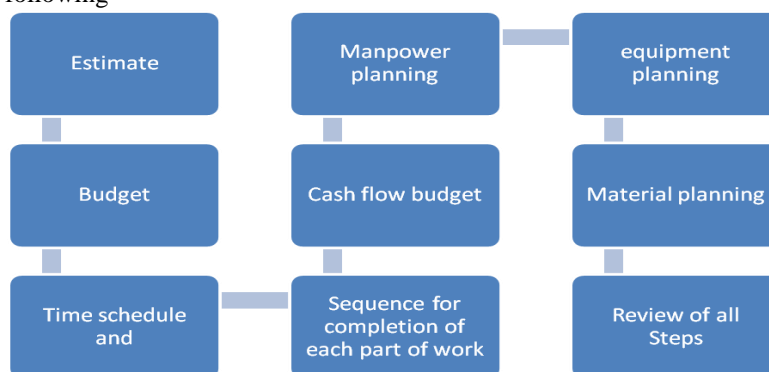 following
Estimate
Budget
Time schedule
and
Sequence for
completion of
each part of work
Cash flow budget
Manpower
planning
equipment
planning
Material planning
Review of all
Steps